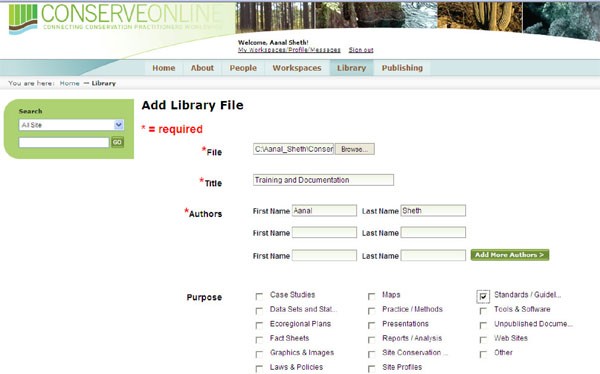 CONSERVEONLINE
CONNECTING CONSERVATION PRACTITIONERS WORLDWIDE
Welcome, Aanal Sheth!
My Workspaces/Profile/Messages Sign out
Home About People Workspaces Library Publishing
You are here: Home — Library
Search
All Site
GO
Add Library File
* = required
*File C:\Aanal_Sheth\Conser Browse...
*Title Training and Documentation
*Authors First Name Aanal Last Name Sheth
First Name Last Name
First Name Last Name Add More Authors >
Purpose Case Studies Maps Standards / Guidel...
Data Sets and Stat... Practice / Methods Tools & Software
Ecoregional Plans Presentations Unpublished Docume...
Fact Sheets Reports / Analysis Web Sites
Graphics & Images Site Conservation ... Other
Laws & Policies Site Profiles